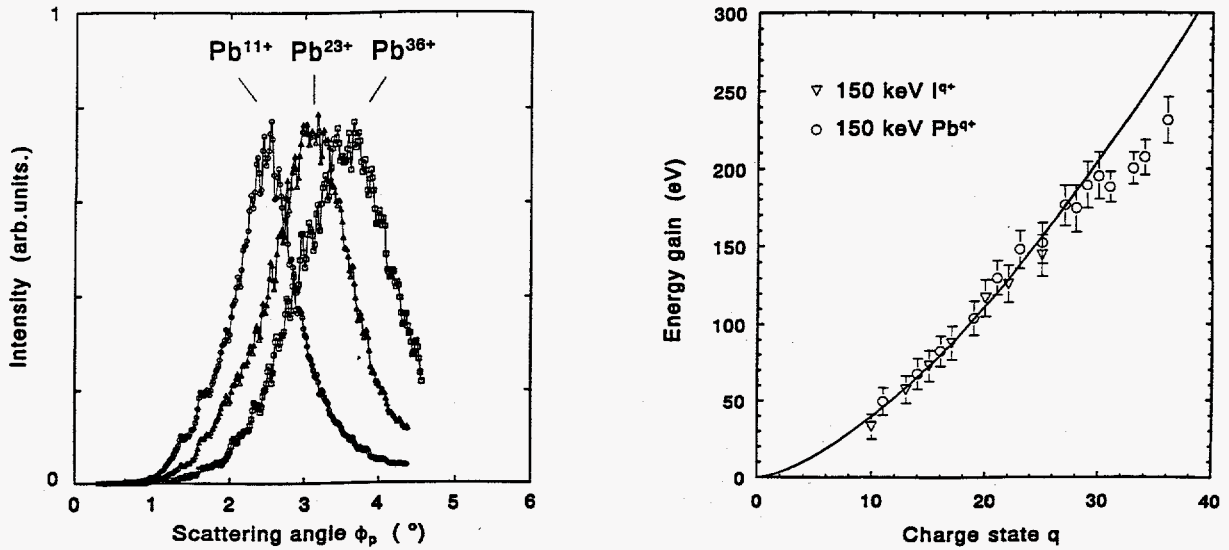 1
Pb¹¹⁺ Pb²³⁺ Pb³⁶⁺
Intensity (arb.units.)
0
0 1 2 3 4 5 6
Scattering angle ϕₚ ( °)
300
250
200
150
100
50
0
Energy gain (eV)
▽ 150 keV I^q+
○ 150 keV Pb^q+
0 10 20 30 40
Charge state q